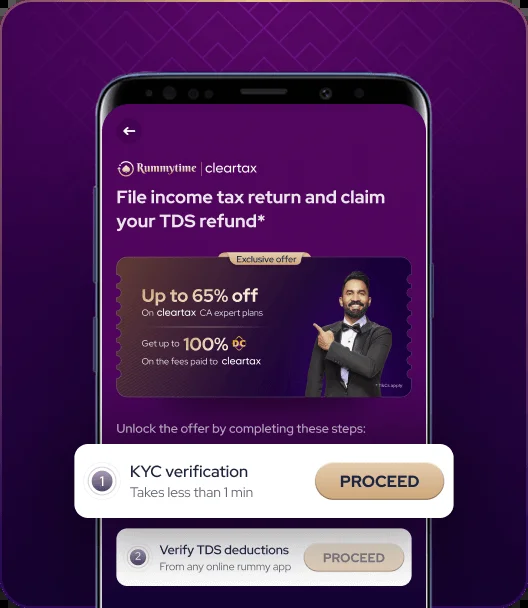 Rummytime | cleartax
File income tax return and claim
your TDS refund*
Exclusive offer
Up to 65% off
On cleartax CA expert plans
Get up to 100% DC
On the fees paid to cleartax
*T&Cs apply
Unlock the offer by completing these steps:
1 KYC verification
Takes less than 1 min
PROCEED
2 Verify TDS deductions
From any online rummy app
PROCEED